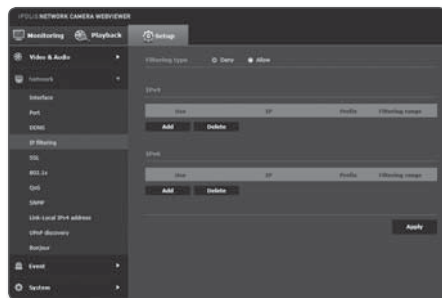 iPOLiS NETWORK CAMERA WEBVIEWER
Monitoring Playback Setup
Video & Audio
Network
Interface
Port
DDNS
IP filtering
SSL
802.1x
QoS
SNMP
Link-Local IPv4 address
UPnP discovery
Bonjour
Event
System
Filtering type Deny Allow
IPv4
Use IP Prefix Filtering range
Add Delete
IPv6
Use IP Prefix Filtering range
Add Delete
Apply